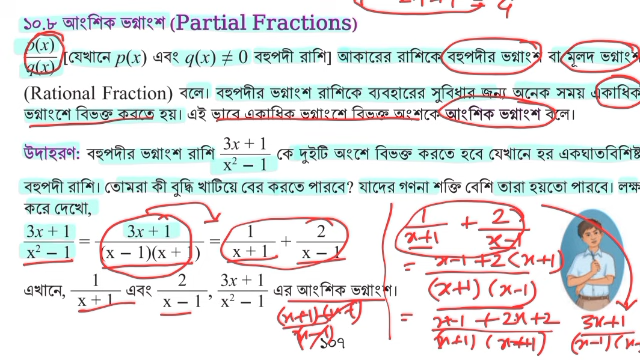 ১০.৮ আংশিক ভগ্নাংশ (Partial Fractions)
p(x)/q(x) [যেখানে p(x) এবং q(x) ≠ 0 বহুপদী রাশি] আকারের রাশিকে বহুপদীর ভগ্নাংশ বা মূলদ ভগ্নাংশ
(Rational Fraction) বলে। বহুপদীর ভগ্নাংশ রাশিকে ব্যবহারের সুবিধার জন্য অনেক সময় একাধিক
ভগ্নাংশে বিভক্ত করতে হয়। এই ভাবে একাধিক ভগ্নাংশে বিভক্ত অংশকে আংশিক ভগ্নাংশ বলে।
উদাহরণ: বহুপদীর ভগ্নাংশ রাশি (3x + 1)/(x² − 1) কে দুইটি অংশে বিভক্ত করতে হবে যেখানে হর একঘাতবিশিষ্ট
বহুপদী রাশি। তোমরা কী বুদ্ধি খাটিয়ে বের করতে পারবে? যাদের গণনা শক্তি বেশি তারা হয়তো পারবে। লক্ষ
করে দেখো,
(3x + 1)/(x² − 1) = (3x + 1)/((x − 1)(x + 1)) = 1/(x + 1) + 2/(x − 1)
এখানে, 1/(x + 1) এবং 2/(x − 1), (3x + 1)/(x² − 1) এর আংশিক ভগ্নাংশ।
1/(x+1) + 2/(x−1)
= (x−1 + 2(x+1))/((x+1)(x−1))
= (x−1 + 2x+2)/((x+1)(x+1))
3x+1
১০৭